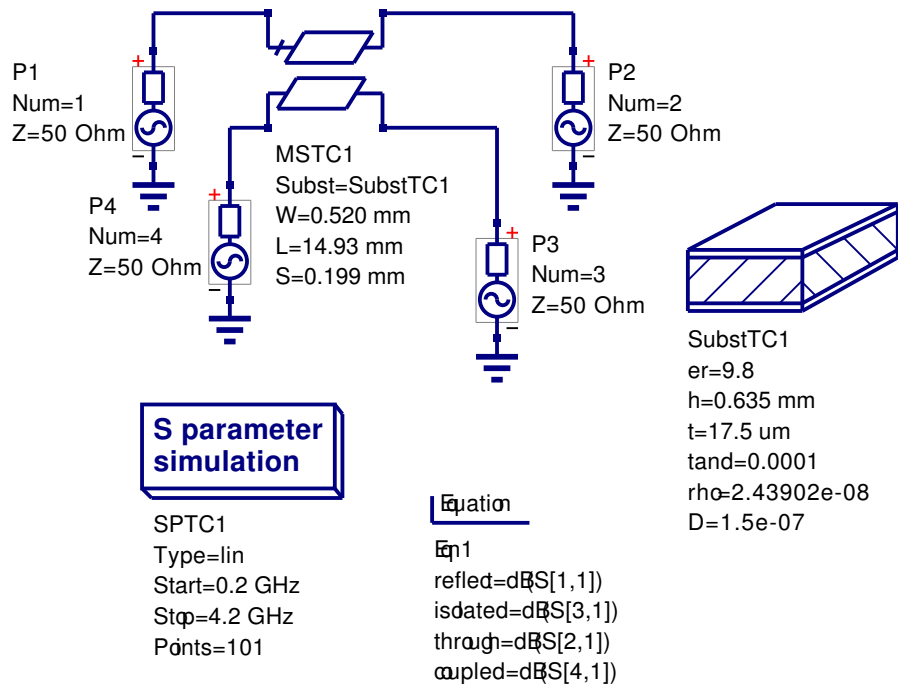 P1
Num=1
Z=50 Ohm
P2
Num=2
Z=50 Ohm
P4
Num=4
Z=50 Ohm
MSTC1
Subst=SubstTC1
W=0.520 mm
L=14.93 mm
S=0.199 mm
P3
Num=3
Z=50 Ohm
SubstTC1
er=9.8
h=0.635 mm
t=17.5 um
tand=0.0001
rho=2.43902e-08
D=1.5e-07
S parameter
simulation
SPTC1
Type=lin
Start=0.2 GHz
Stop=4.2 GHz
Points=101
Equation
Eqn1
reflect=dB(S[1,1])
isolated=dB(S[3,1])
through=dB(S[2,1])
coupled=dB(S[4,1])